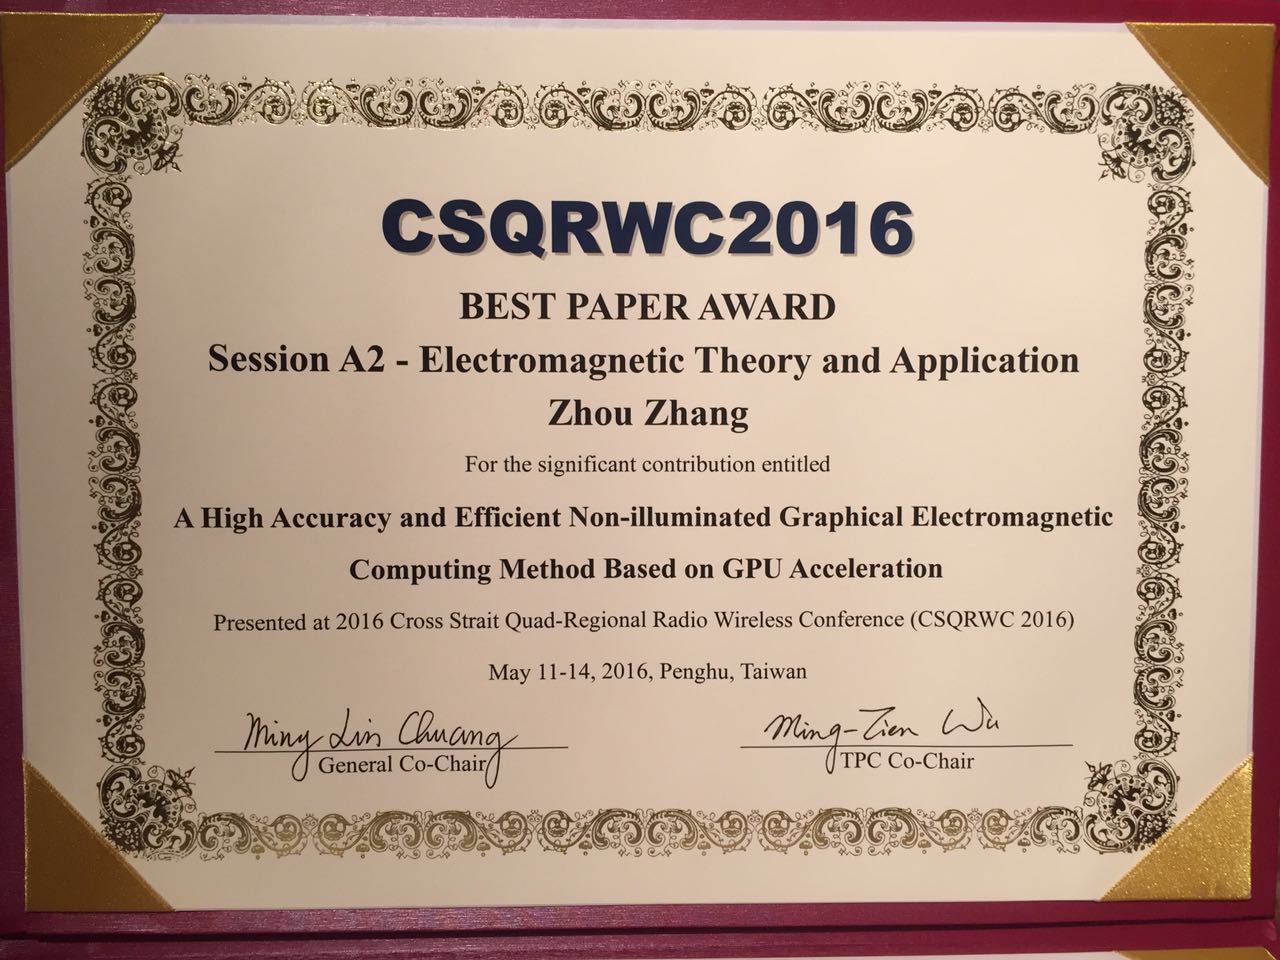 CSQRWC2016
BEST PAPER AWARD
Session A2 - Electromagnetic Theory and Application
Zhou Zhang
For the significant contribution entitled
A High Accuracy and Efficient Non-illuminated Graphical Electromagnetic
Computing Method Based on GPU Acceleration
Presented at 2016 Cross Strait Quad-Regional Radio Wireless Conference (CSQRWC 2016)
May 11-14, 2016, Penghu, Taiwan
Ming Lin Chuang
General Co-Chair
Ming-Tien Wu
TPC Co-Chair